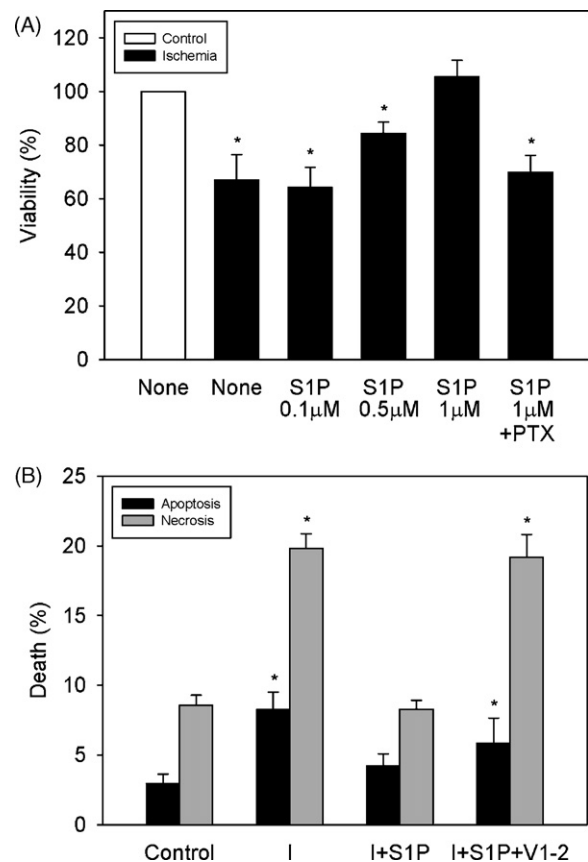 (A)
120
100
80
60
40
20
0
Viability (%)
Control
Ischemia
*
*
*
*
None None S1P S1P S1P S1P
0.1μM 0.5μM 1μM 1μM
+PTX
(B)
25
20
15
10
5
0
Death (%)
Apoptosis
Necrosis
*
*
*
*
Control I I+S1P I+S1P+V1-2